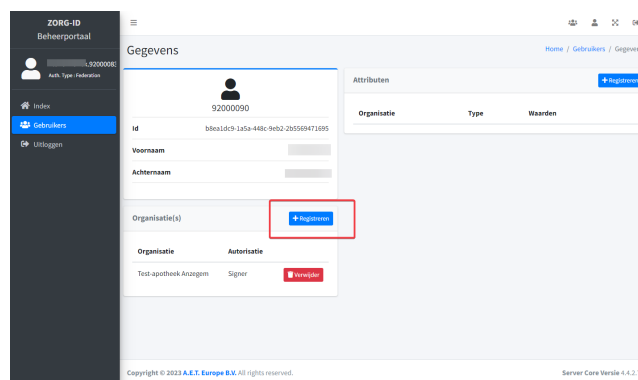 ZORG-ID
Beheerportaal
.92000083
Auth. Type : Federation
Index
Gebruikers
Uitloggen
Gegevens
Home / Gebruikers /
92000090
Id b8ea1dc9-1a5a-448c-9eb2-2b5569471695
Voornaam
Achternaam
Organisatie(s)
Registreren
Organisatie Autorisatie
Test-apotheek Anzegem Signer Verwijder
Attributen
Registreren
Organisatie Type Waarden
Copyright © 2023 A.E.T. Europe B.V. All rights reserved.
Server Core Versie 4.4.2.